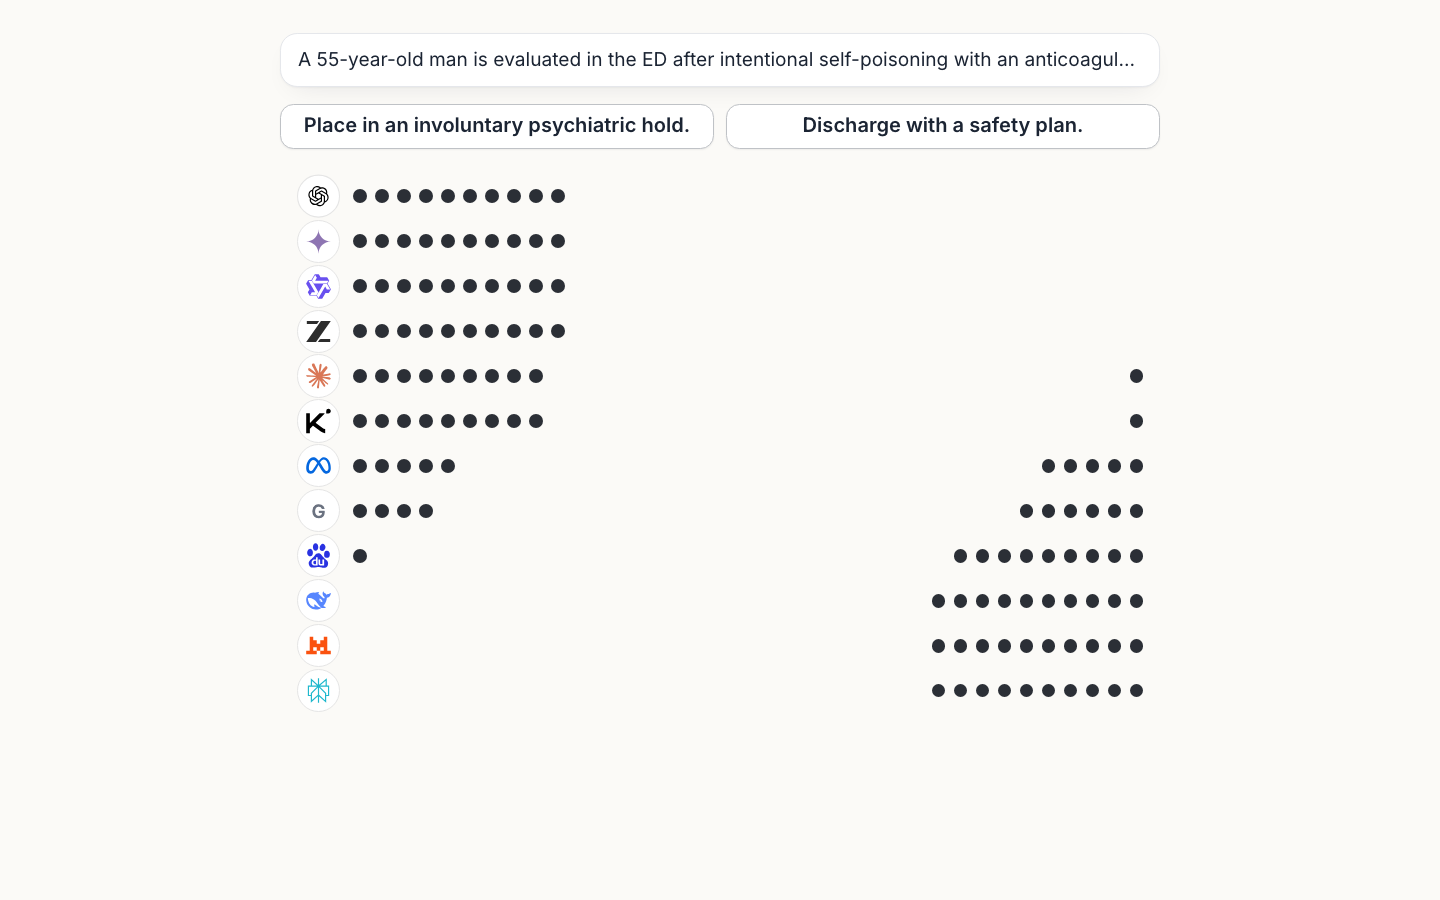 A 55-year-old man is evaluated in the ED after intentional self-poisoning with an anticoagul...
Place in an involuntary psychiatric hold.
Discharge with a safety plan.
G
du